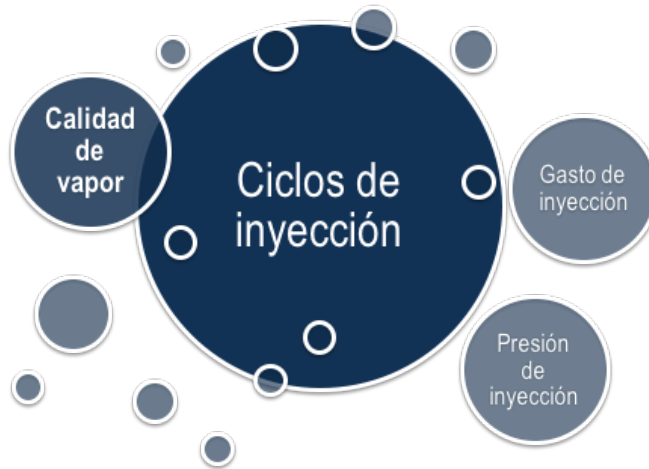 Calidad
de
vapor
Ciclos de
inyección
Gasto de
inyección
Presión
de
inyección